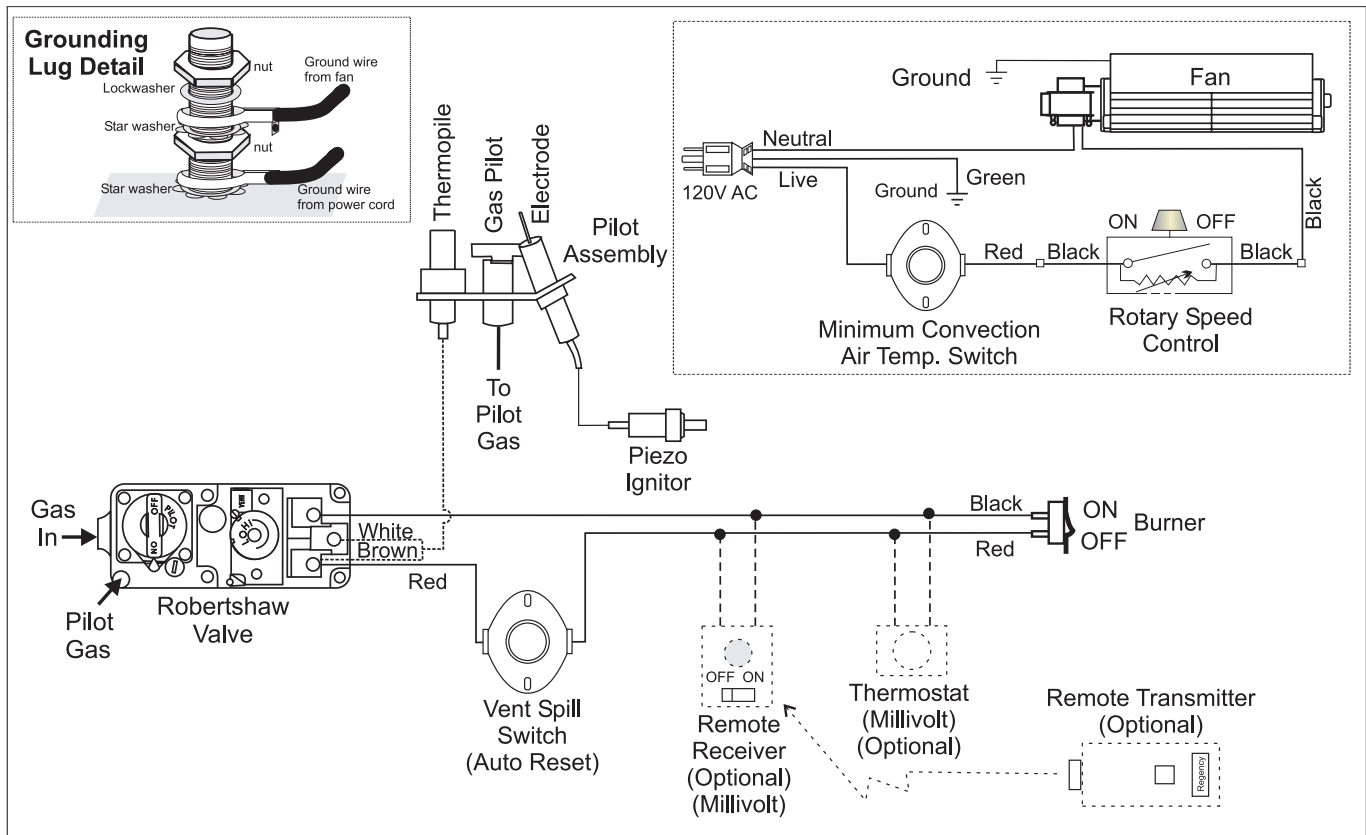 Grounding
Lug Detail
nut
Lockwasher
Ground wire
from fan
Star washer
nut
Star washer
Ground wire
from power cord
Ground
Fan
Neutral
Live
120V AC
Ground
Green
Black
ON
OFF
Red
Black
Black
Minimum Convection
Air Temp. Switch
Rotary Speed
Control
Thermopile
Gas Pilot
Electrode
Pilot
Assembly
To
Pilot
Gas
Piezo
Ignitor
Gas
In
OFF
PILOT
ON
HI
LO
White
Brown
Red
Pilot
Gas
Robertshaw
Valve
Black
Red
ON
OFF
Burner
Vent Spill
Switch
(Auto Reset)
OFF ON
Remote
Receiver
(Optional)
(Millivolt)
Thermostat
(Millivolt)
(Optional)
Remote Transmitter
(Optional)
Regency